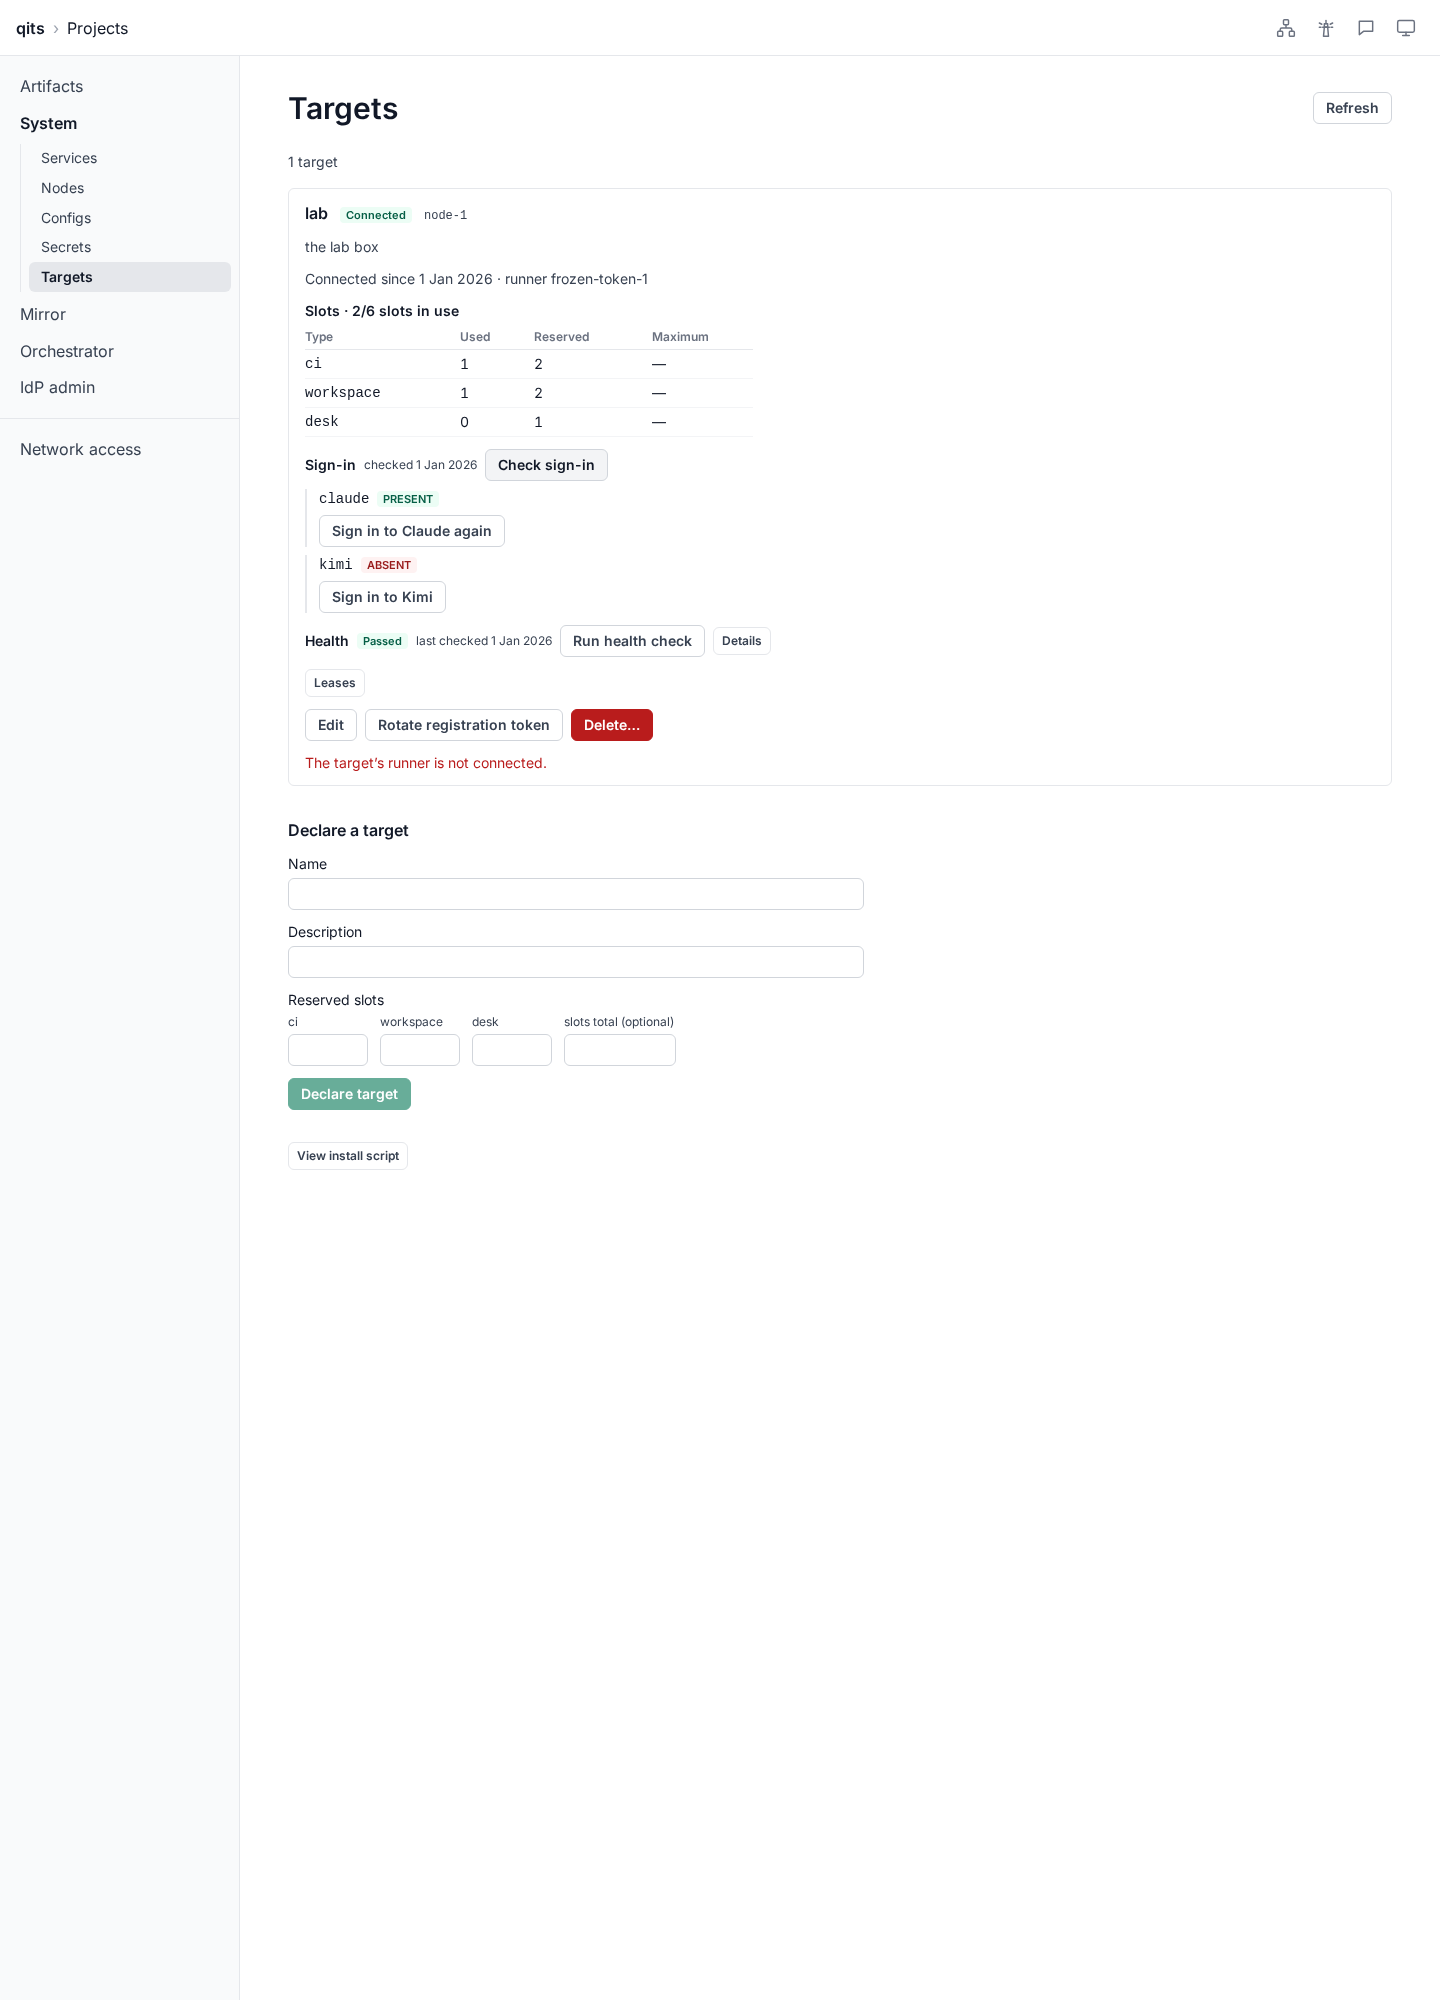 qits › Projects
Artifacts
System
Services
Nodes
Configs
Secrets
Targets
Mirror
Orchestrator
IdP admin
Network access
Targets
Refresh
1 target
lab Connected node-1
the lab box
Connected since 1 Jan 2026 · runner frozen-token-1
Slots · 2/6 slots in use
Type Used Reserved Maximum
ci 1 2 —
workspace 1 2 —
desk 0 1 —
Sign-in checked 1 Jan 2026 Check sign-in
claude PRESENT
Sign in to Claude again
kimi ABSENT
Sign in to Kimi
Health Passed last checked 1 Jan 2026 Run health check Details
Leases
Edit Rotate registration token Delete…
The target’s runner is not connected.
Declare a target
Name
Description
Reserved slots
ci workspace desk slots total (optional)
Declare target
View install script